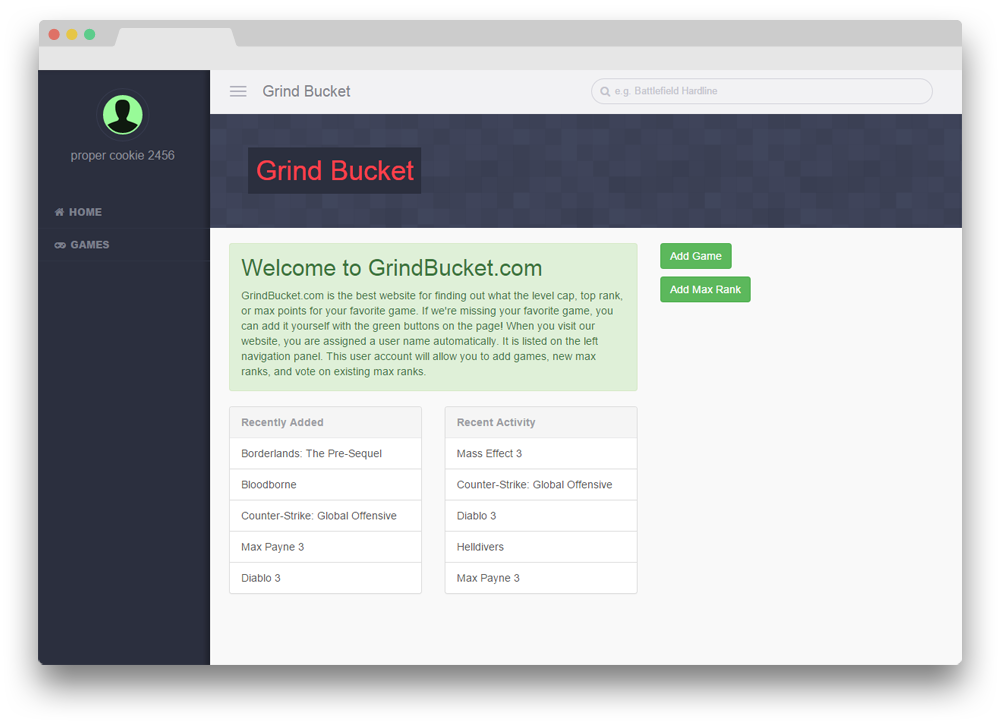 Grind Bucket
e.g. Battlefield Hardline
proper cookie 2456
HOME
GAMES
Grind Bucket
Welcome to GrindBucket.com
GrindBucket.com is the best website for finding out what the level cap, top rank,
or max points for your favorite game. If we're missing your favorite game, you
can add it yourself with the green buttons on the page! When you visit our
website, you are assigned a user name automatically. It is listed on the left
navigation panel. This user account will allow you to add games, new max
ranks, and vote on existing max ranks.
Add Game
Add Max Rank
Recently Added
Borderlands: The Pre-Sequel
Bloodborne
Counter-Strike: Global Offensive
Max Payne 3
Diablo 3
Recent Activity
Mass Effect 3
Counter-Strike: Global Offensive
Diablo 3
Helldivers
Max Payne 3